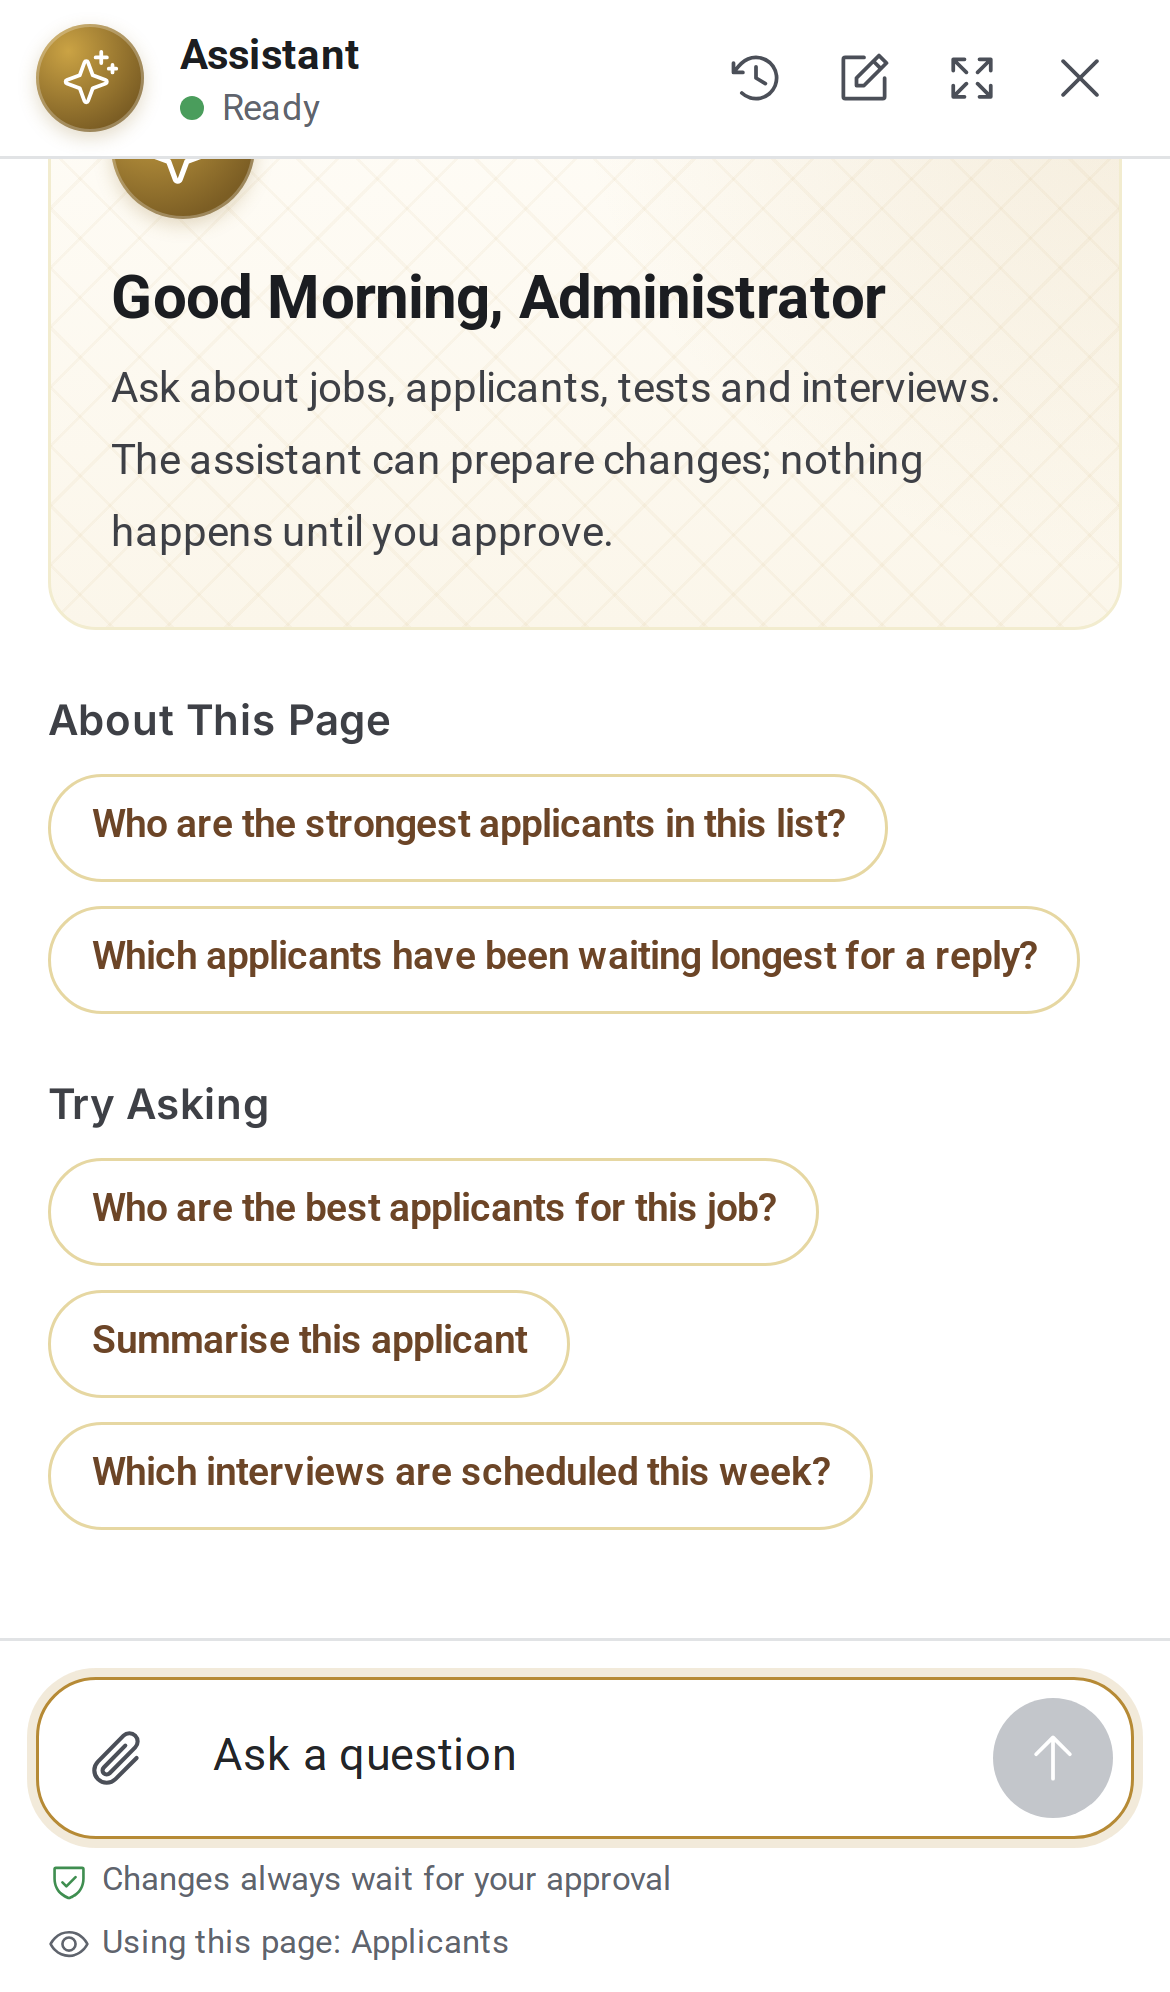 Assistant
Ready
Good Morning, Administrator
Ask about jobs, applicants, tests and interviews.
The assistant can prepare changes; nothing
happens until you approve.
About This Page
Who are the strongest applicants in this list?
Which applicants have been waiting longest for a reply?
Try Asking
Who are the best applicants for this job?
Summarise this applicant
Which interviews are scheduled this week?
Ask a question
Changes always wait for your approval
Using this page: Applicants